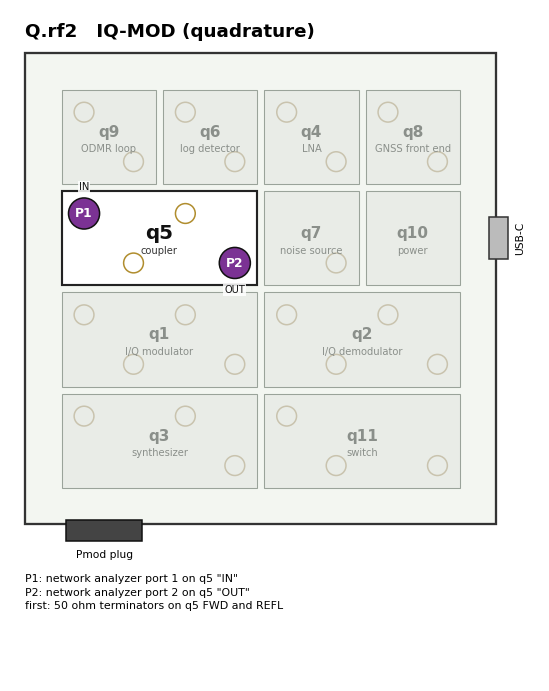 Q.rf2 IQ-MOD (quadrature)
q9
ODMR loop
q6
log detector
q4
LNA
q8
GNSS front end
IN
P1
q5
coupler
P2
OUT
q7
noise source
q10
power
USB-C
q1
I/Q modulator
q2
I/Q demodulator
q3
synthesizer
q11
switch
Pmod plug
P1: network analyzer port 1 on q5 "IN"
P2: network analyzer port 2 on q5 "OUT"
first: 50 ohm terminators on q5 FWD and REFL